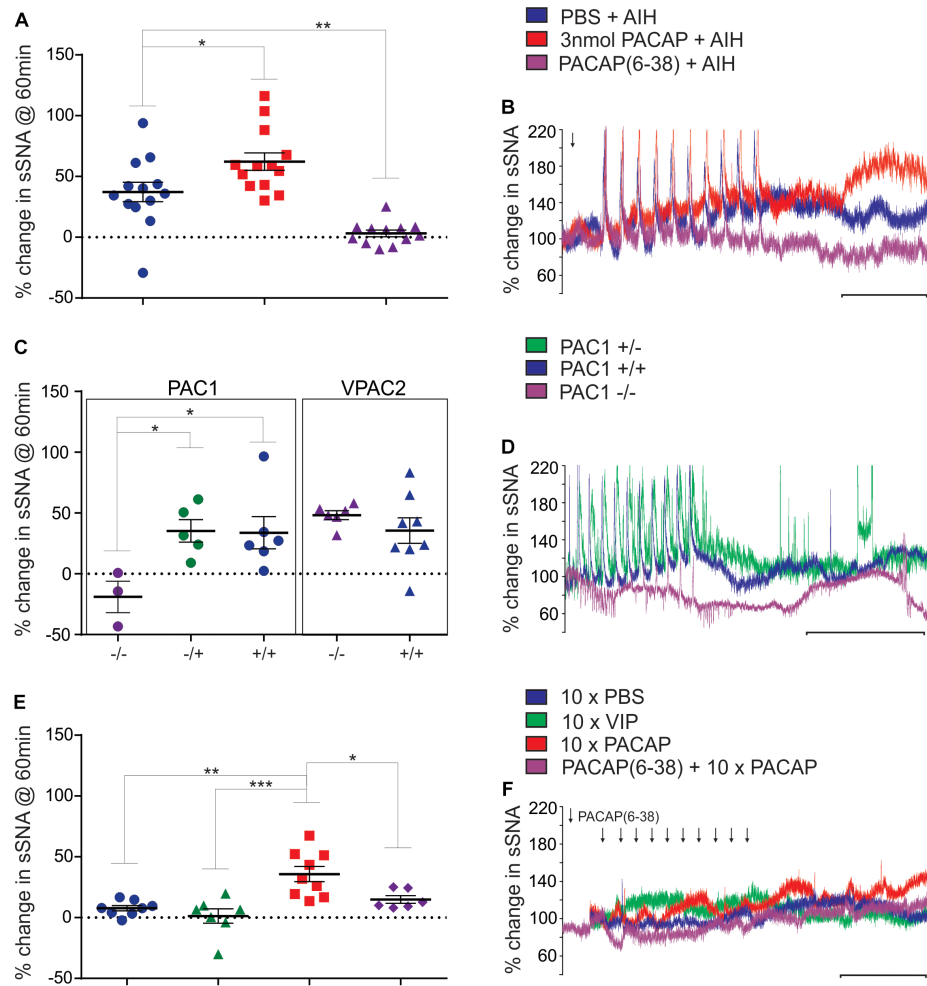 A
% change in sSNA @ 60min
150
100
50
0
-50
*
**
PBS + AIH
3nmol PACAP + AIH
PACAP(6-38) + AIH
B
% change in sSNA
220
180
140
100
60
C
% change in sSNA @ 60min
150
100
50
0
-50
PAC1
VPAC2
*
*
-/-
-/+
+/+
-/-
+/+
PAC1 +/-
PAC1 +/+
PAC1 -/-
D
% change in sSNA
220
180
140
100
60
E
% change in sSNA @ 60min
150
100
50
0
-50
**
***
*
10 x PBS
10 x VIP
10 x PACAP
PACAP(6-38) + 10 x PACAP
F
% change in sSNA
220
180
140
100
60
PACAP(6-38)